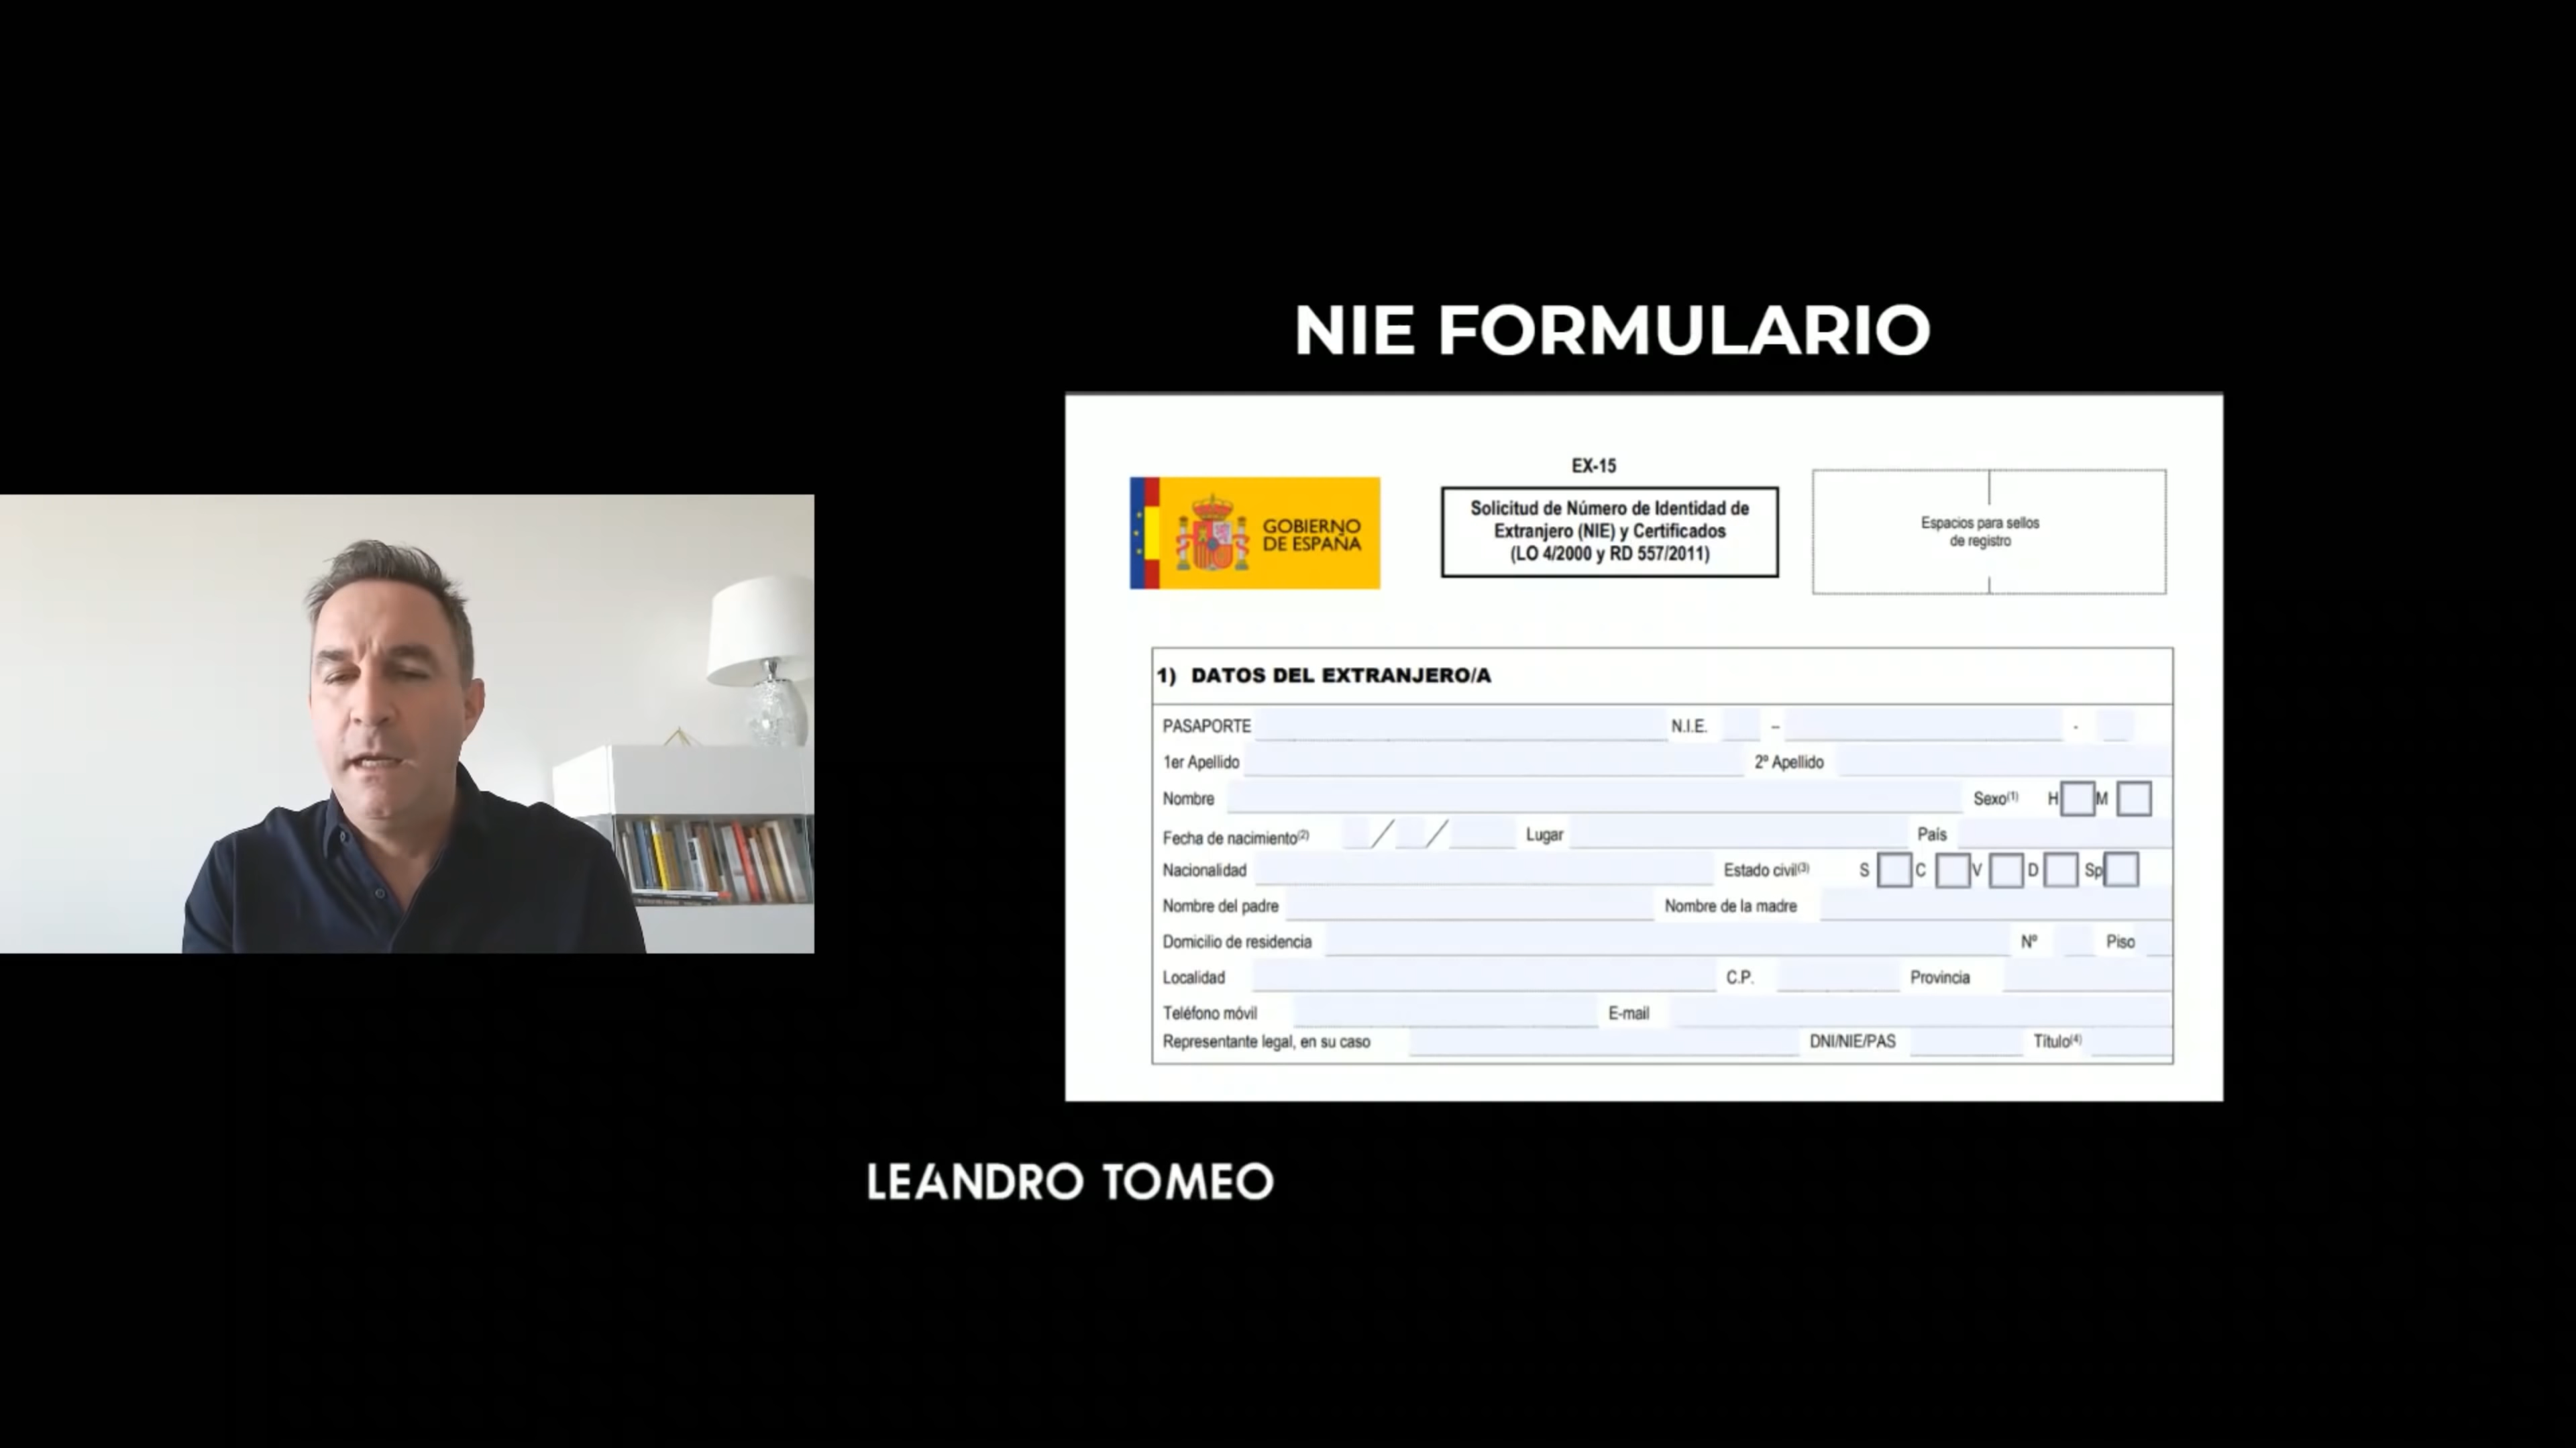 NIE FORMULARIO
EX-15
GOBIERNO
DE ESPAÑA
Solicitud de Número de Identidad de
Extranjero (NIE) y Certificados
(LO 4/2000 y RD 557/2011)
Espacios para sellos
de registro
1) DATOS DEL EXTRANJERO/A
PASAPORTE N.I.E. – -
1er Apellido 2º Apellido
Nombre Sexo(1) H M
Fecha de nacimiento(2) / / Lugar País
Nacionalidad Estado civil(3) S C V D Sp
Nombre del padre Nombre de la madre
Domicilio de residencia Nº Piso
Localidad C.P. Provincia
Teléfono móvil E-mail
Representante legal, en su caso DNI/NIE/PAS Título(4)
LEANDRO TOMEO